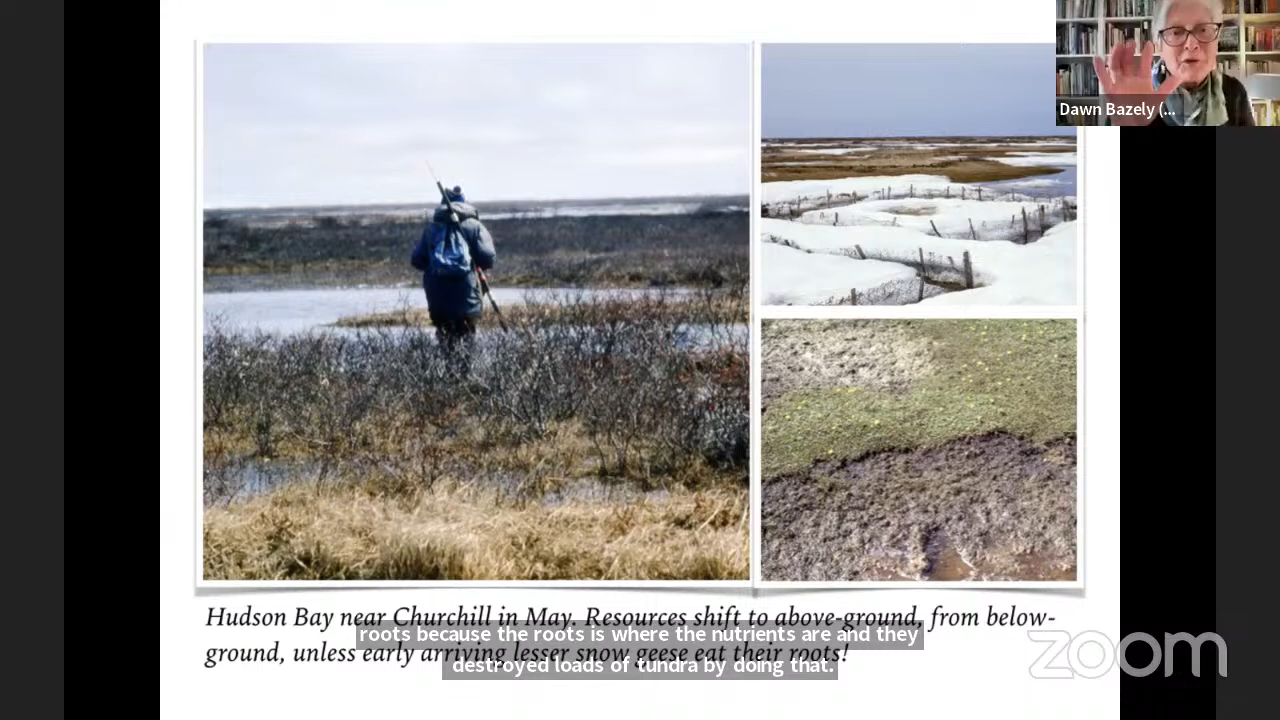 Dawn Bazely (...
Hudson Bay near Churchill in May. Resources shift to above-ground, from below-
ground, unless early arriving lesser snow geese eat their roots!
roots because the roots is where the nutrients are and they
destroyed loads of tundra by doing that.
zoom